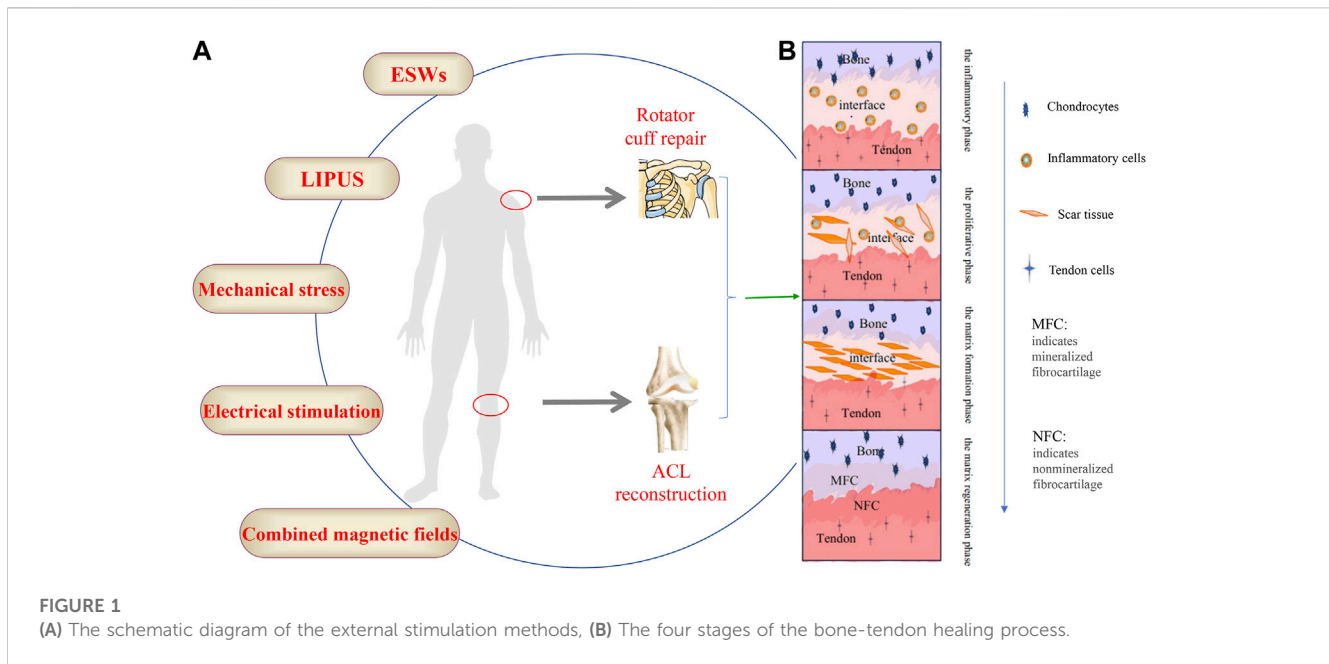 A
ESWs
LIPUS
Mechanical stress
Electrical stimulation
Combined magnetic fields
Rotator
cuff repair
ACL
reconstruction
B
Bone
interface
Tendon
the inflammatory phase
Bone
interface
Tendon
the proliferative phase
Bone
interface
Tendon
the matrix formation phase
Bone
MFC
NFC
Tendon
the matrix regeneration phase
Chondrocytes
Inflammatory cells
Scar tissue
Tendon cells
MFC:
indicates
mineralized
fibrocartilage
NFC:
indicates
nonmineralized
fibrocartilage
FIGURE 1
(A) The schematic diagram of the external stimulation methods, (B) The four stages of the bone-tendon healing process.